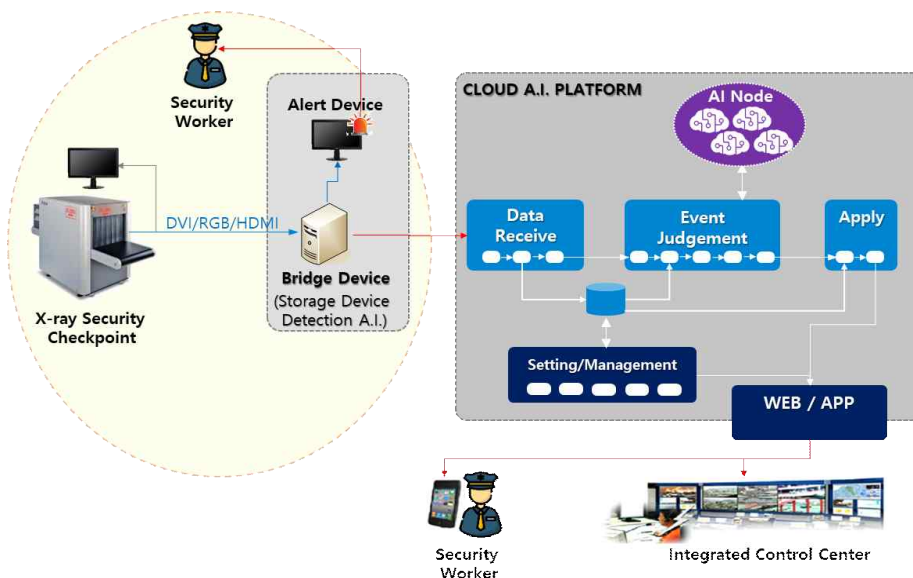 Security
Worker
Alert Device
DVI/RGB/HDMI
Bridge Device
(Storage Device
Detection A.I.)
X-ray Security
Checkpoint
CLOUD A.I. PLATFORM
AI Node
Data
Receive
Event
Judgement
Apply
Setting/Management
WEB / APP
Security
Worker
Integrated Control Center